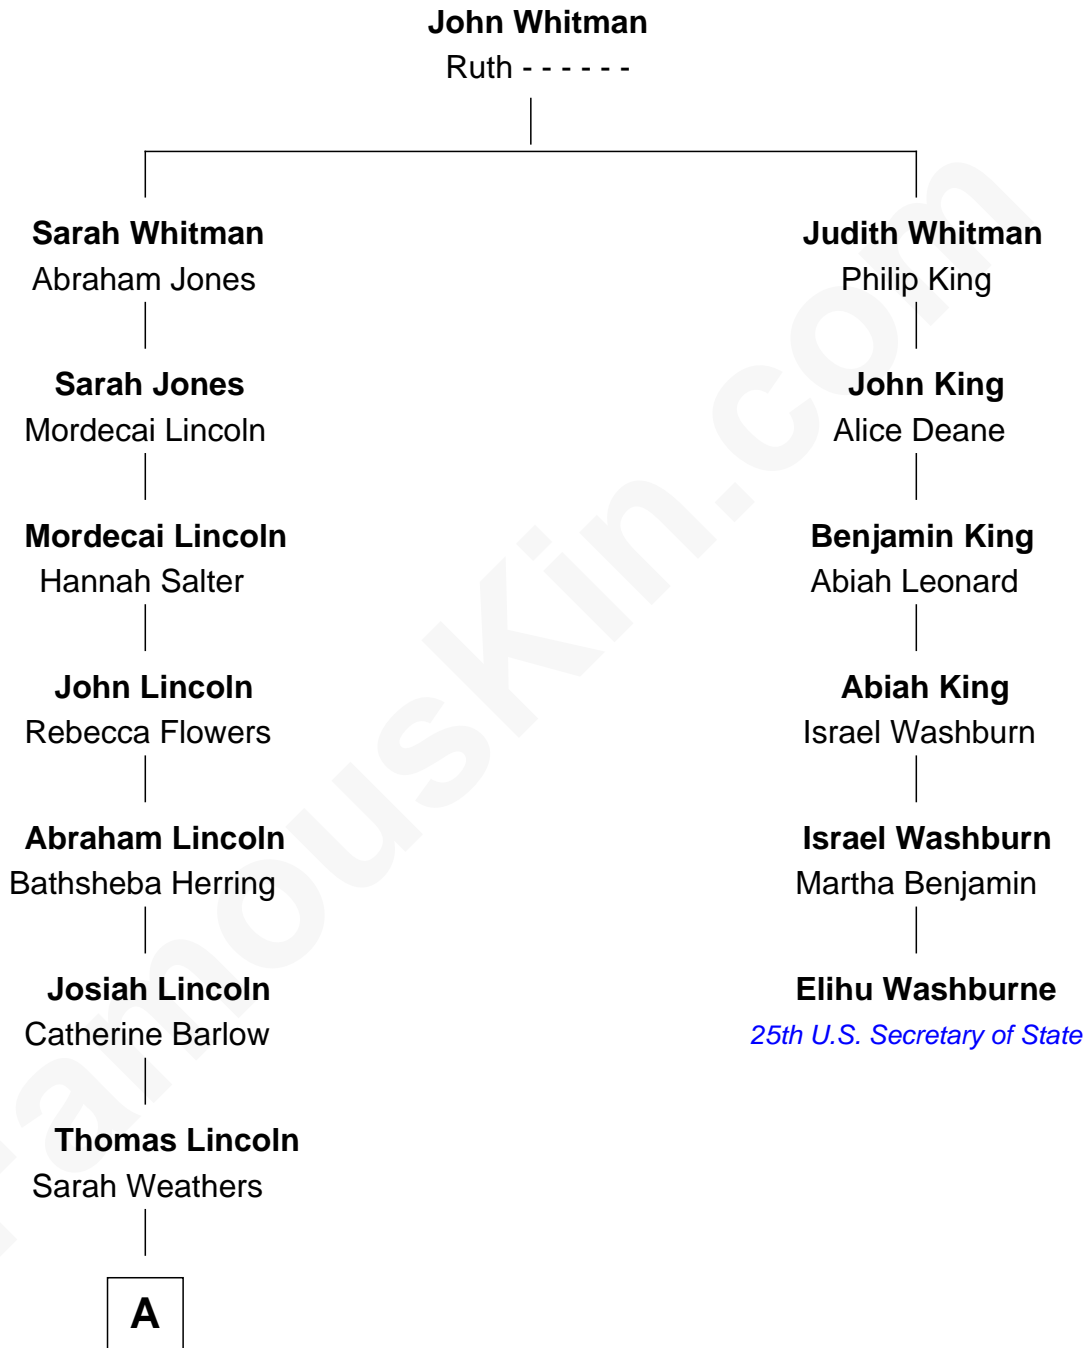 John Whitman
Ruth - - - - - -
Sarah Whitman
Abraham Jones
Judith Whitman
Philip King
Sarah Jones
Mordecai Lincoln
John King
Alice Deane
Mordecai Lincoln
Hannah Salter
Benjamin King
Abiah Leonard
John Lincoln
Rebecca Flowers
Abiah King
Israel Washburn
Abraham Lincoln
Bathsheba Herring
Israel Washburn
Martha Benjamin
Josiah Lincoln
Catherine Barlow
Elihu Washburne
25th U.S. Secretary of State
Thomas Lincoln
Sarah Weathers
A
FamousKin.com